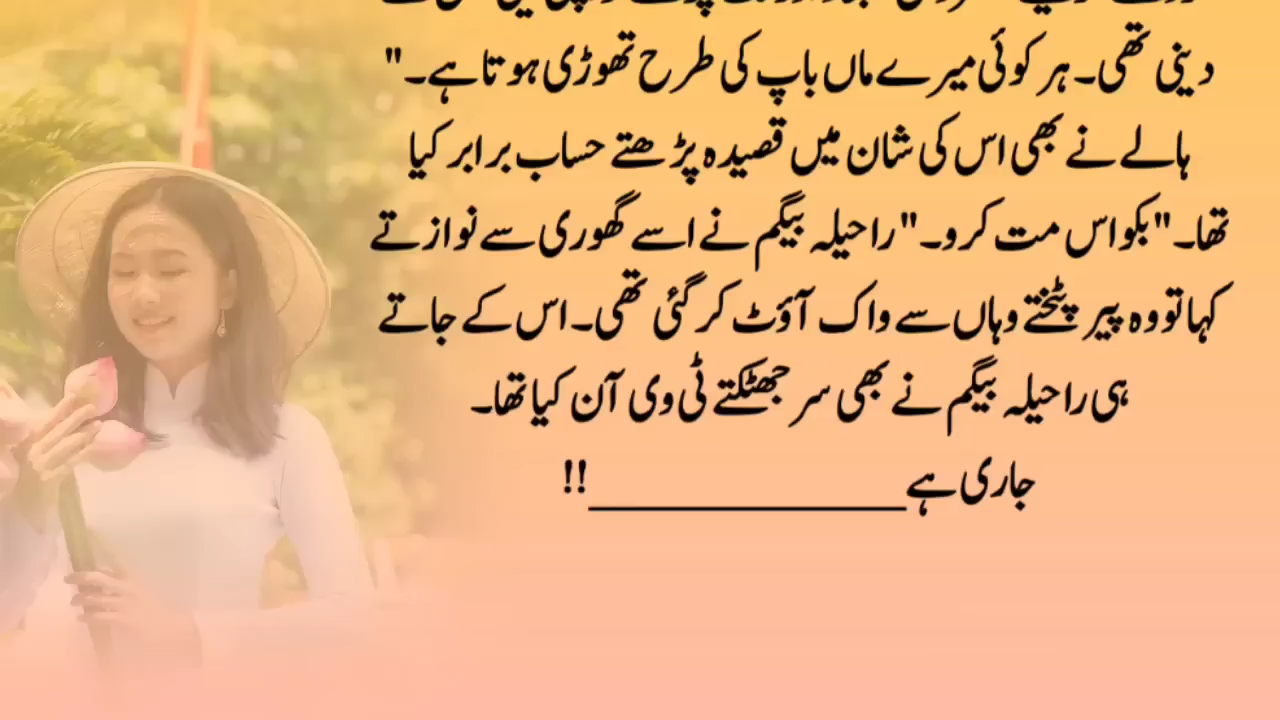 دینی تھی۔ ہر کوئی میرے ماں باپ کی طرح تھوڑی ہوتا ہے۔"
ہالے نے بھی اس کی شان میں قصیدہ پڑھتے حساب برابر کیا
تھا۔ "بکواس مت کرو۔" راحیلہ بیگم نے اسے گھوری سے نوازتے
کہا تو وہ پیر پٹختے وہاں سے واک آؤٹ کر گئی تھی۔ اس کے جاتے
ہی راحیلہ بیگم نے بھی سر جھٹکتے ٹی وی آن کیا تھا۔
جاری ہے ________________!!